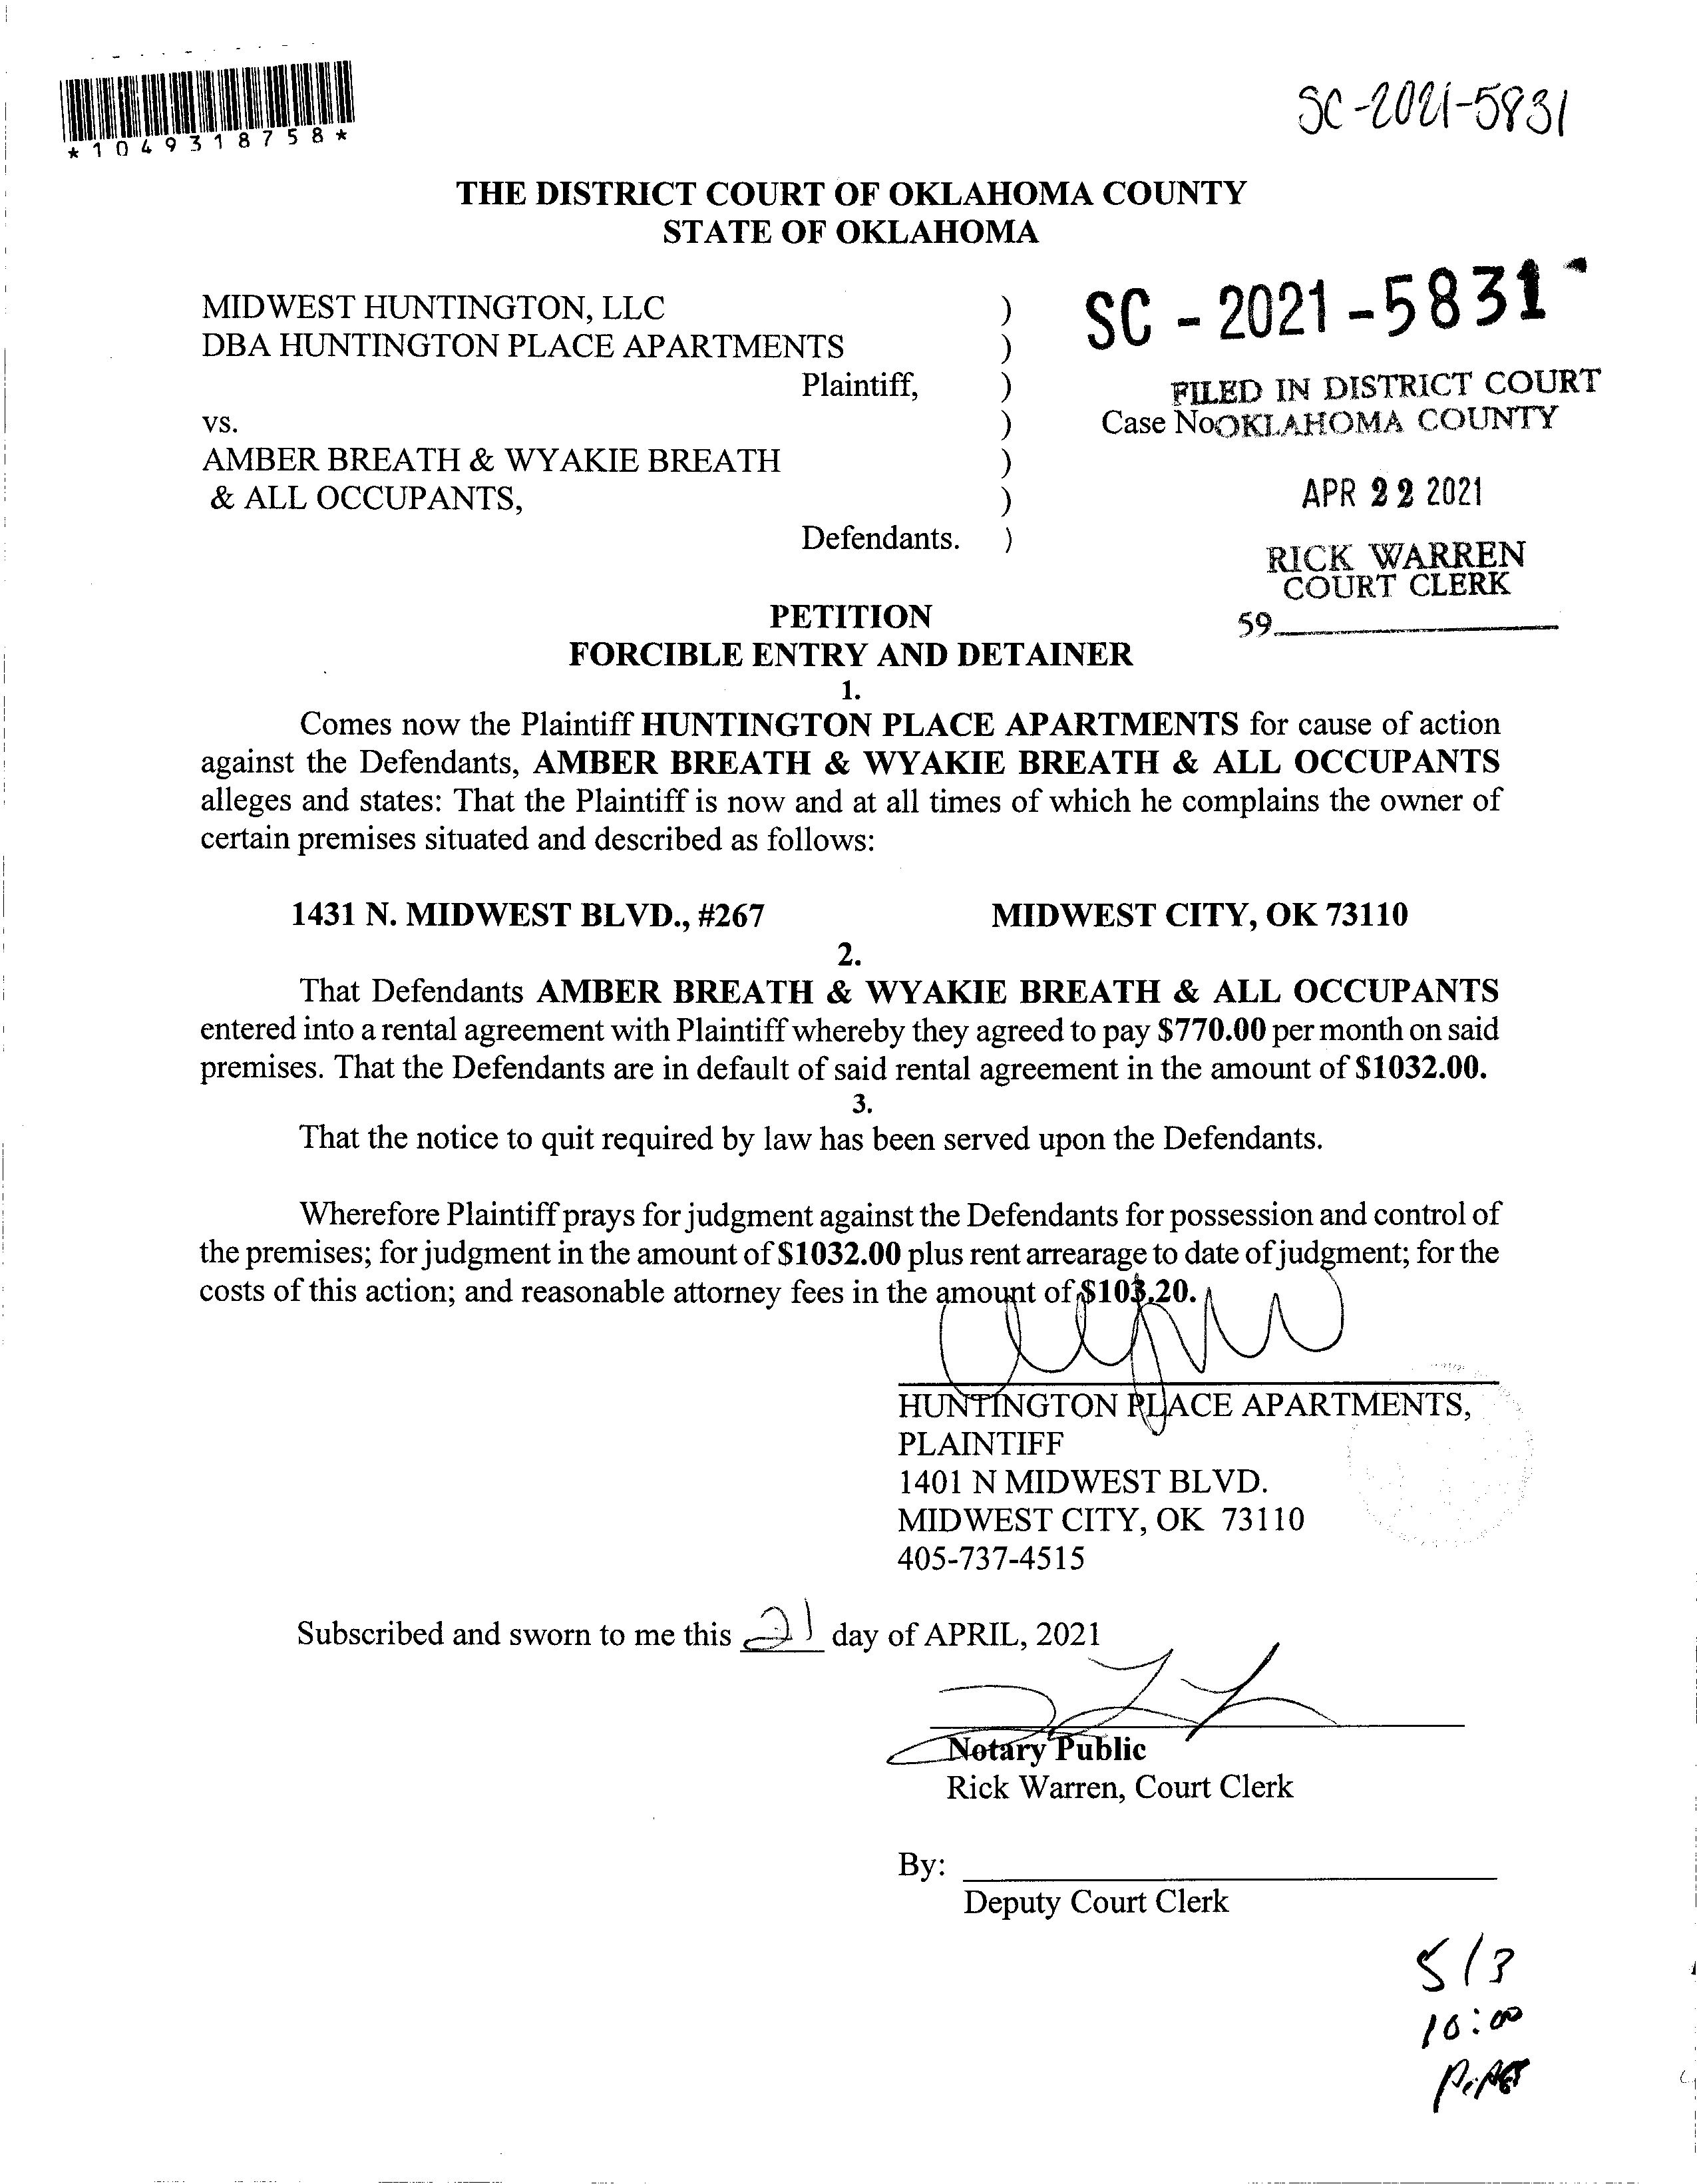 *1049318758*
SC-2021-5831
THE DISTRICT COURT OF OKLAHOMA COUNTY
STATE OF OKLAHOMA
MIDWEST HUNTINGTON, LLC )
DBA HUNTINGTON PLACE APARTMENTS )
Plaintiff, )
vs. )
AMBER BREATH & WYAKIE BREATH )
& ALL OCCUPANTS, )
Defendants. )
SC - 2021 - 5831
FILED IN DISTRICT COURT
Case No OKLAHOMA COUNTY
APR 22 2021
RICK WARREN
COURT CLERK
59
PETITION
FORCIBLE ENTRY AND DETAINER
1.
Comes now the Plaintiff HUNTINGTON PLACE APARTMENTS for cause of action
against the Defendants, AMBER BREATH & WYAKIE BREATH & ALL OCCUPANTS
alleges and states: That the Plaintiff is now and at all times of which he complains the owner of
certain premises situated and described as follows:
1431 N. MIDWEST BLVD., #267 MIDWEST CITY, OK 73110
2.
That Defendants AMBER BREATH & WYAKIE BREATH & ALL OCCUPANTS
entered into a rental agreement with Plaintiff whereby they agreed to pay $770.00 per month on said
premises. That the Defendants are in default of said rental agreement in the amount of $1032.00.
3.
That the notice to quit required by law has been served upon the Defendants.
Wherefore Plaintiff prays for judgment against the Defendants for possession and control of
the premises; for judgment in the amount of $1032.00 plus rent arrearage to date of judgment; for the
costs of this action; and reasonable attorney fees in the amount of $103.20.
HUNTINGTON PLACE APARTMENTS,
PLAINTIFF
1401 N MIDWEST BLVD.
MIDWEST CITY, OK 73110
405-737-4515
Subscribed and sworn to me this 21 day of APRIL, 2021
Notary Public
Rick Warren, Court Clerk
By:
Deputy Court Clerk
5/3
10:00